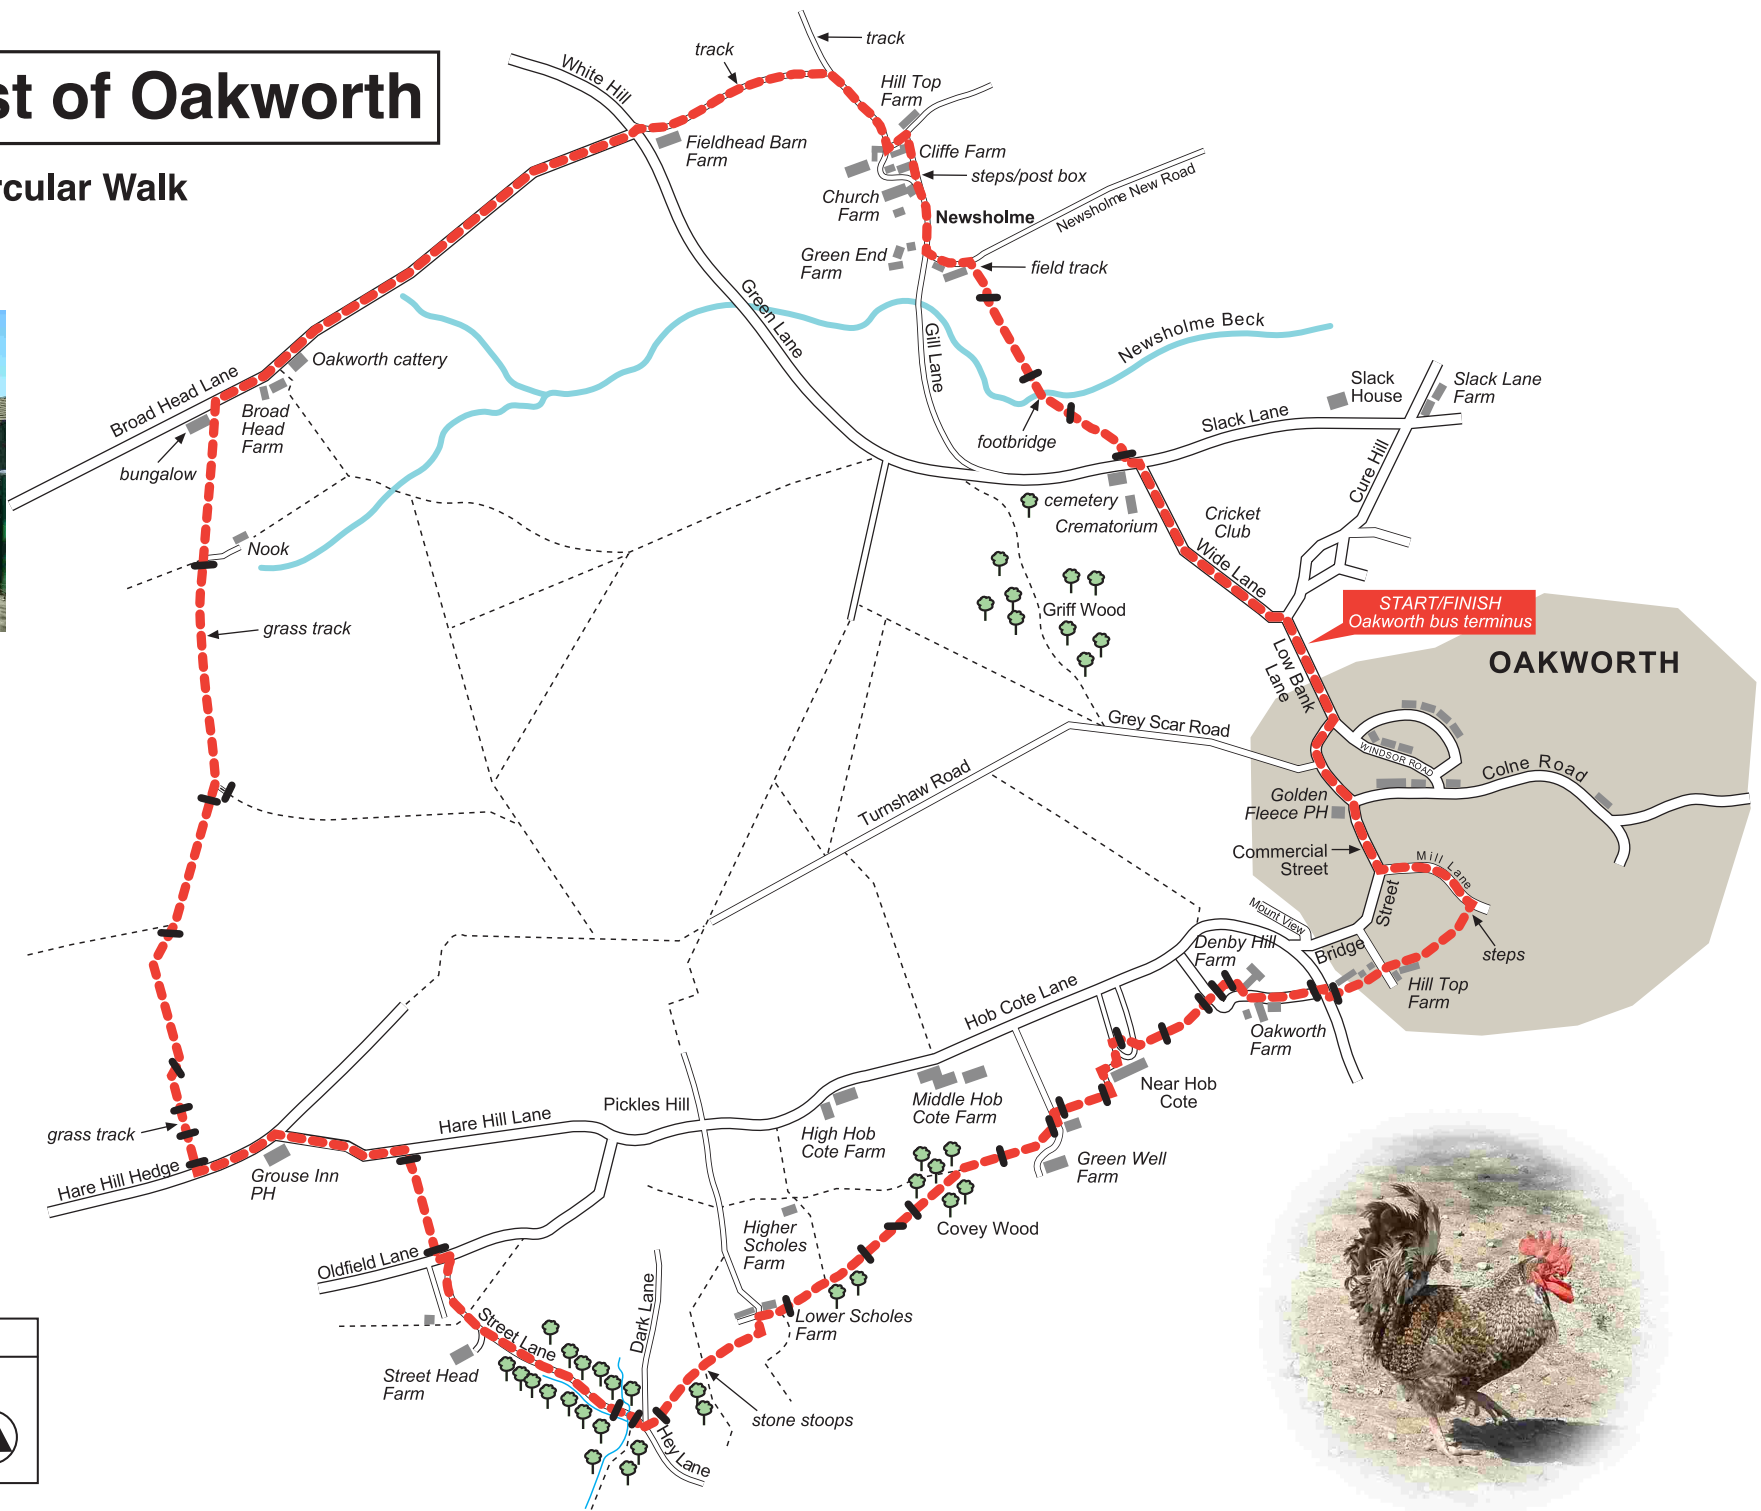 st of Oakworth
rcular Walk
track
track
White Hill
Hill Top
Farm
Fieldhead Barn
Farm
Cliffe Farm
steps/post box
Church
Farm
Newsholme
Newsholme New Road
Green End
Farm
field track
Green Lane
Gill Lane
Newsholme Beck
Oakworth cattery
Broad Head Lane
Broad
Head
Farm
bungalow
footbridge
Slack Lane
Slack
House
Slack Lane
Farm
Cure Hill
cemetery
Crematorium
Cricket
Club
Wide Lane
Nook
grass track
Griff Wood
START/FINISH
Oakworth bus terminus
OAKWORTH
Low Bank
Lane
Grey Scar Road
WINDSOR ROAD
Colne Road
Turnshaw Road
Golden
Fleece PH
Commercial
Street
Mill Lane
Mount View
Street
Bridge
steps
Denby Hill
Farm
Hill Top
Farm
Hob Cote Lane
Oakworth
Farm
Near Hob
Cote
Middle Hob
Cote Farm
High Hob
Cote Farm
Pickles Hill
Hare Hill Lane
grass track
Hare Hill Hedge
Grouse Inn
PH
Green Well
Farm
Covey Wood
Higher
Scholes
Farm
Oldfield Lane
Lower Scholes
Farm
Dark Lane
Street Lane
Street Head
Farm
stone stoops
Hey Lane